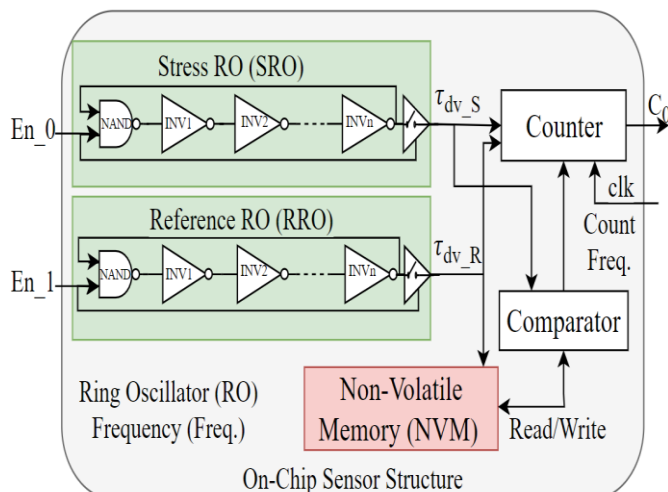 Stress RO (SRO)
En_0
NAND
INV1
INV2
INVn
τdv_S
Counter
C0
clk
Count
Freq.
Reference RO (RRO)
En_1
NAND
INV1
INV2
INVn
τdv_R
Comparator
Ring Oscillator (RO)
Frequency (Freq.)
Non-Volatile
Memory (NVM)
Read/Write
On-Chip Sensor Structure